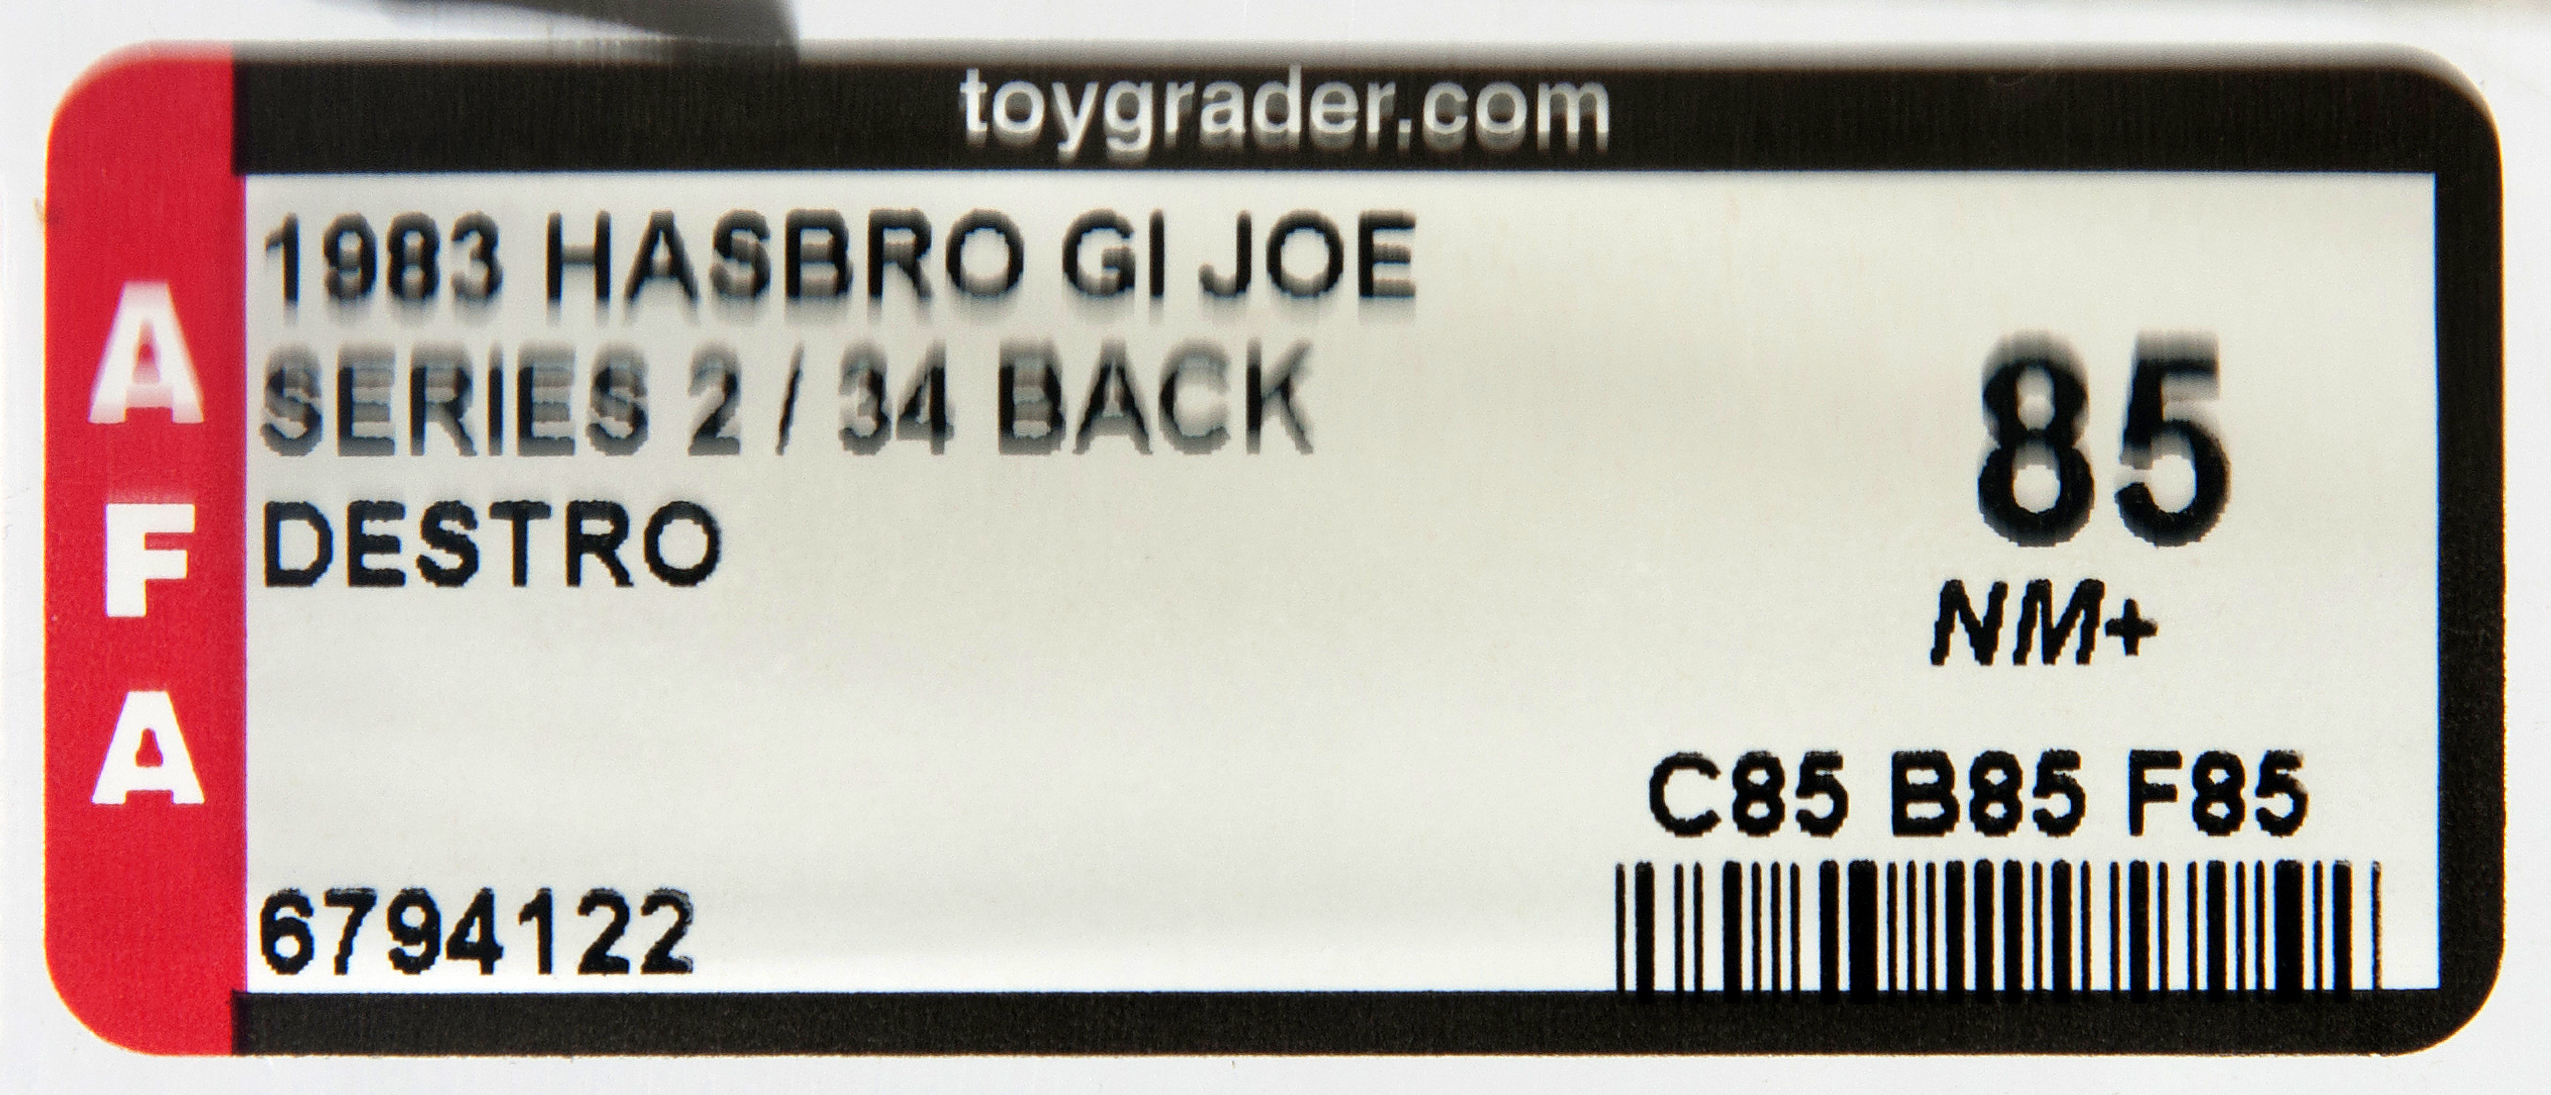 toygrader.com
AFA
1983 HASBRO GI JOE
SERIES 2 / 34 BACK
DESTRO
85
NM+
C85 B85 F85
6794122